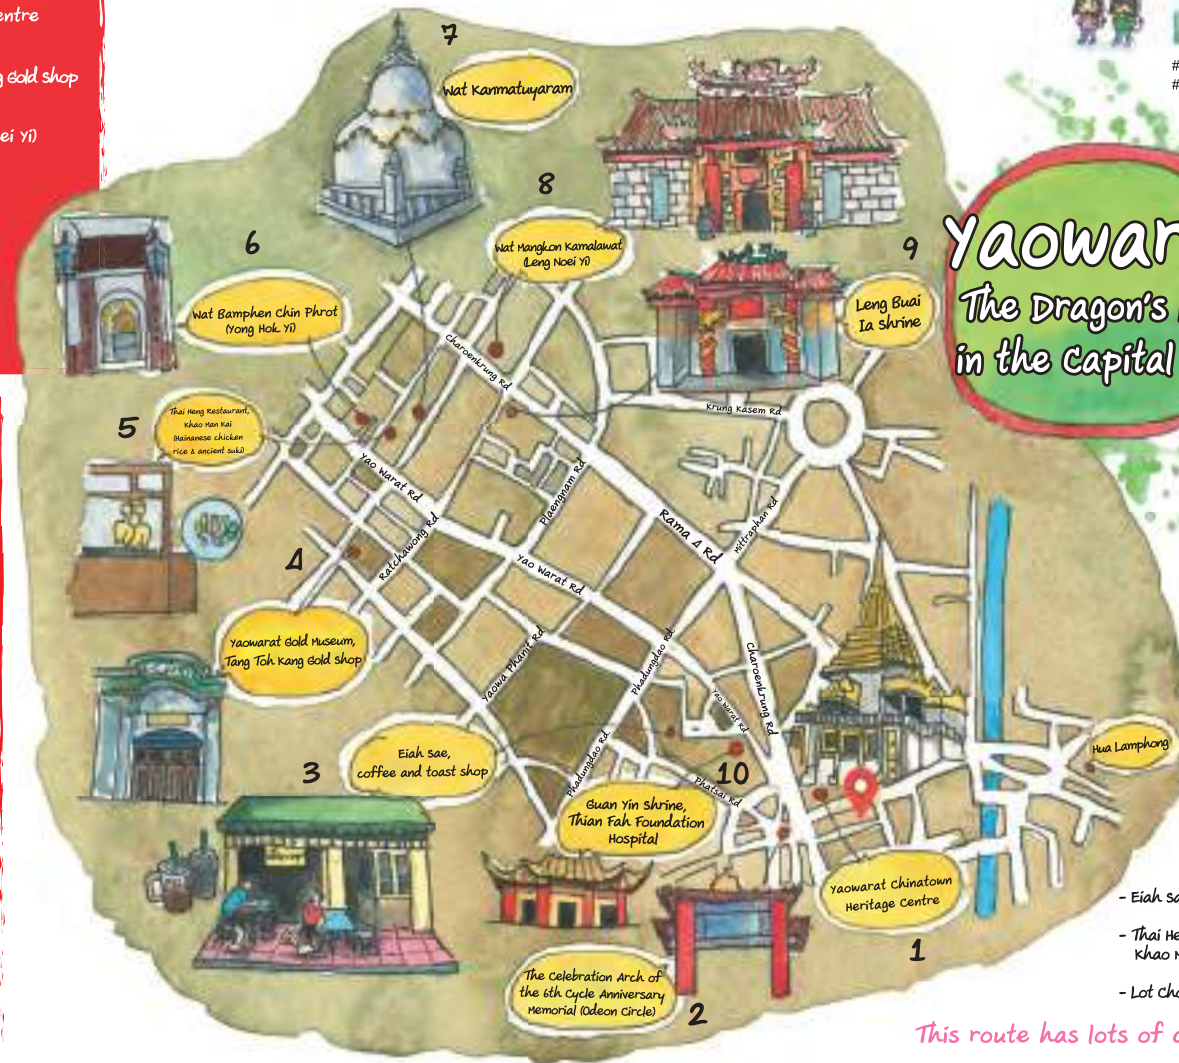 entre
Gold shop
ei Yi)
#
#
7
Wat Kanmatuyaram
8
Wat Mangkon Kamalawat
(Leng Noei Yi)
6
Wat Bamphen Chin Phrot
(Yong Hok Yi)
9
Leng Buai
Ia Shrine
The Dragon's
in the Capital
5
Thai Heng Restaurant,
Khao Man Kai
(Hainanese chicken
rice & ancient suki)
Charoenkrung Rd
Krung Kasem Rd
Yao Warat Rd
Plaengnam Rd
Ratchawong Rd
Rama 4 Rd
Mittraphan Rd
Yao Warat Rd
4
Yaowarat Gold Museum,
Tang Toh Kang Gold shop
Yaowa Phanit Rd
Phadungdao Rd
Charoenkrung Rd
Yao Warat Rd
Phadungdao Rd
Phatsai Rd
3
Eiah Sae,
coffee and toast shop
10
Guan Yin Shrine,
Thian Fah Foundation
Hospital
Hua Lamphong
Yaowarat Chinatown
Heritage Centre
1
The Celebration Arch of
the 6th Cycle Anniversary
Memorial (Odeon Circle)
2
- Eiah
- Thai
Khao
- Lot
This route has lots of